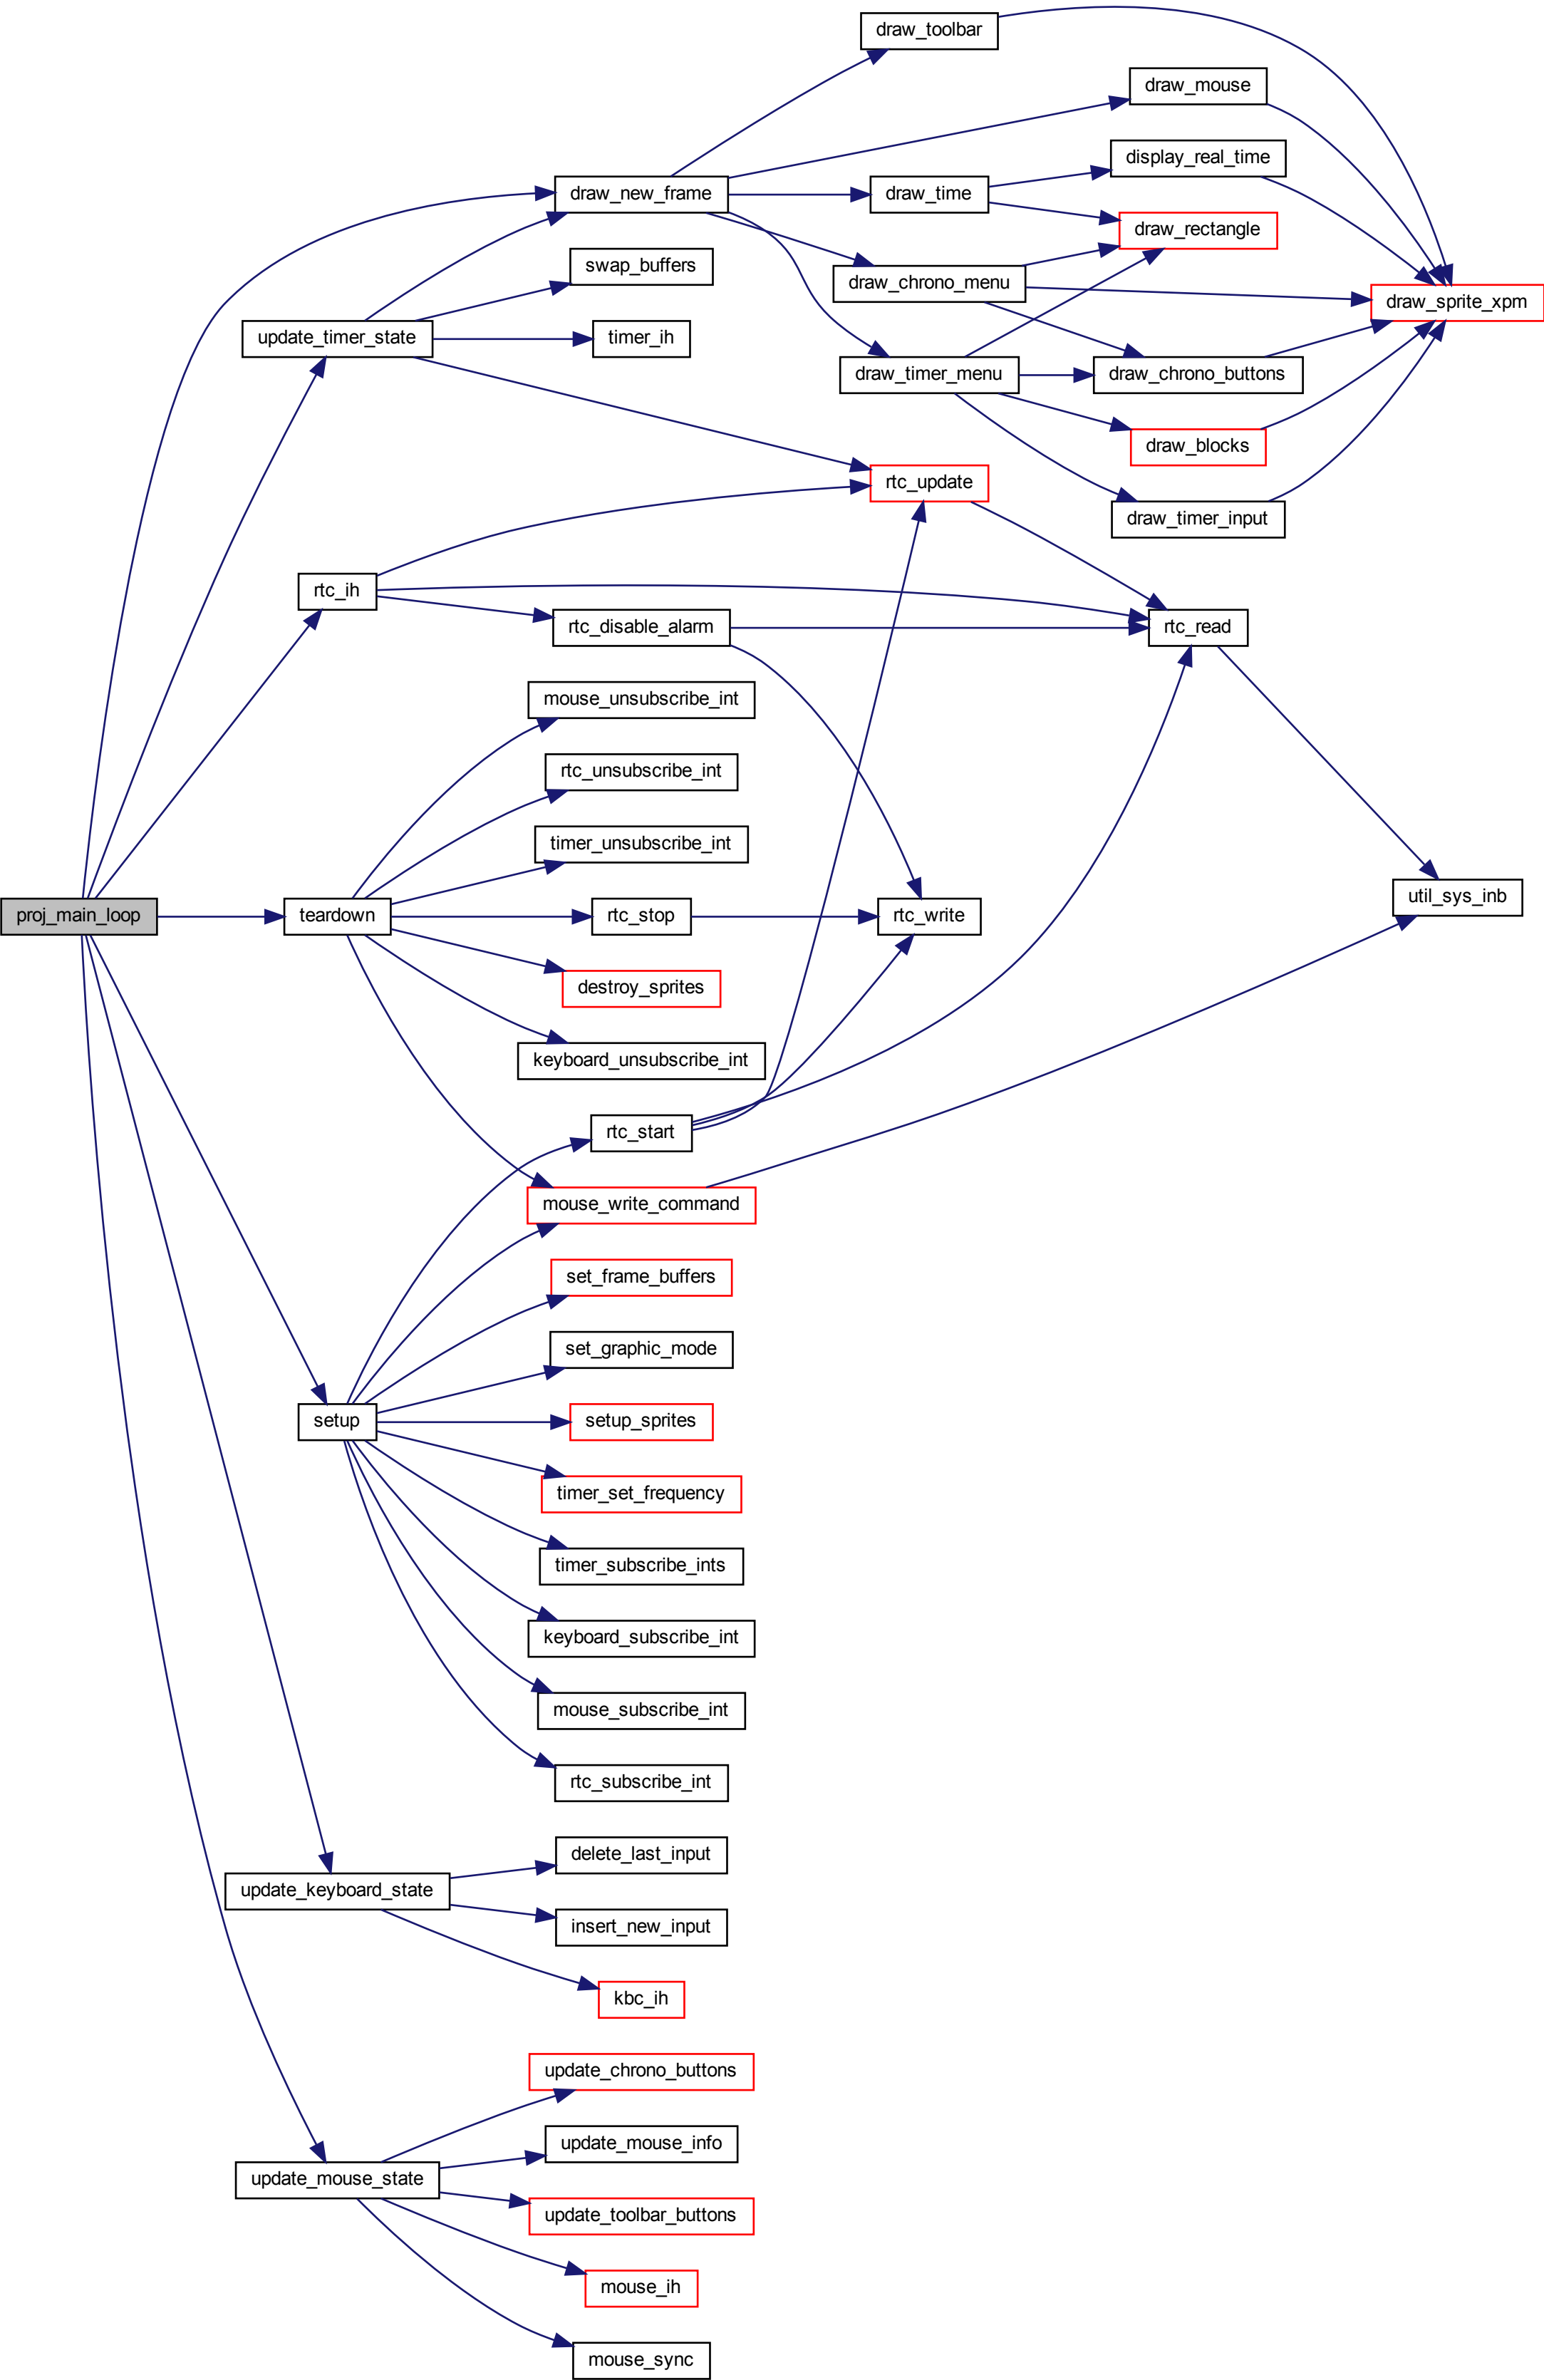 draw_toolbar
draw_mouse
display_real_time
draw_new_frame
draw_time
draw_rectangle
swap_buffers
draw_chrono_menu
draw_sprite_xpm
update_timer_state
timer_ih
draw_timer_menu
draw_chrono_buttons
draw_blocks
rtc_update
draw_timer_input
rtc_ih
rtc_disable_alarm
rtc_read
mouse_unsubscribe_int
rtc_unsubscribe_int
timer_unsubscribe_int
proj_main_loop
teardown
rtc_stop
rtc_write
util_sys_inb
destroy_sprites
keyboard_unsubscribe_int
rtc_start
mouse_write_command
set_frame_buffers
set_graphic_mode
setup
setup_sprites
timer_set_frequency
timer_subscribe_ints
keyboard_subscribe_int
mouse_subscribe_int
rtc_subscribe_int
delete_last_input
update_keyboard_state
insert_new_input
kbc_ih
update_chrono_buttons
update_mouse_info
update_mouse_state
update_toolbar_buttons
mouse_ih
mouse_sync